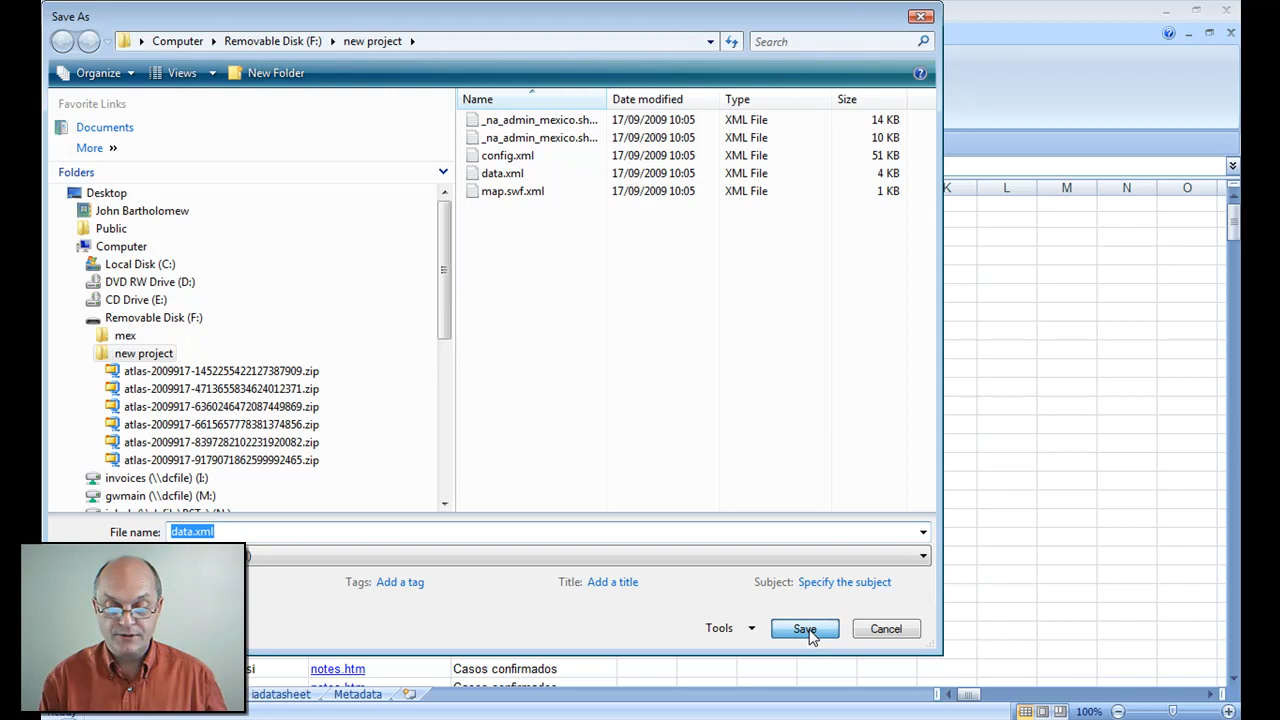 Save As
Computer Removable Disk (F:) new project
Search
Organize Views New Folder
Favorite Links
Documents
More »
Folders
Desktop
John Bartholomew
Public
Computer
Local Disk (C:)
DVD RW Drive (D:)
CD Drive (E:)
Removable Disk (F:)
mex
new project
atlas-2009917-1452255422127387909.zip
atlas-2009917-4713655834624012371.zip
atlas-2009917-6360246472087449869.zip
atlas-2009917-6615657778381374856.zip
atlas-2009917-8397282102231920082.zip
atlas-2009917-9179071862599992465.zip
invoices (\\dcfile) (I:)
gwmain (\\dcfile) (M:)
Name Date modified Type Size
_na_admin_mexico.sh... 17/09/2009 10:05 XML File 14 KB
_na_admin_mexico.sh... 17/09/2009 10:05 XML File 10 KB
config.xml 17/09/2009 10:05 XML File 51 KB
data.xml 17/09/2009 10:05 XML File 4 KB
map.swf.xml 17/09/2009 10:05 XML File 1 KB
File name: data.xml
Tags: Add a tag Title: Add a title Subject: Specify the subject
Tools Save Cancel
K L M N O
si notes.htm Casos confirmados
notes.htm Casos confirmados
iadatasheet Metadata
100%